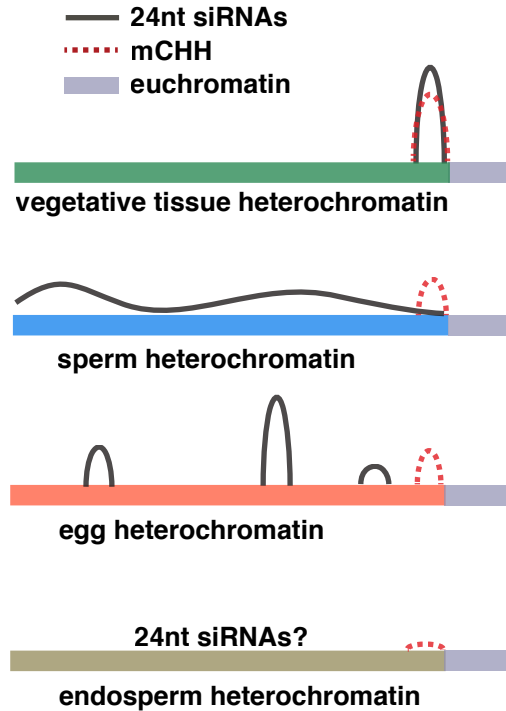 24nt siRNAs
mCHH
euchromatin
vegetative tissue heterochromatin
sperm heterochromatin
egg heterochromatin
24nt siRNAs?
endosperm heterochromatin